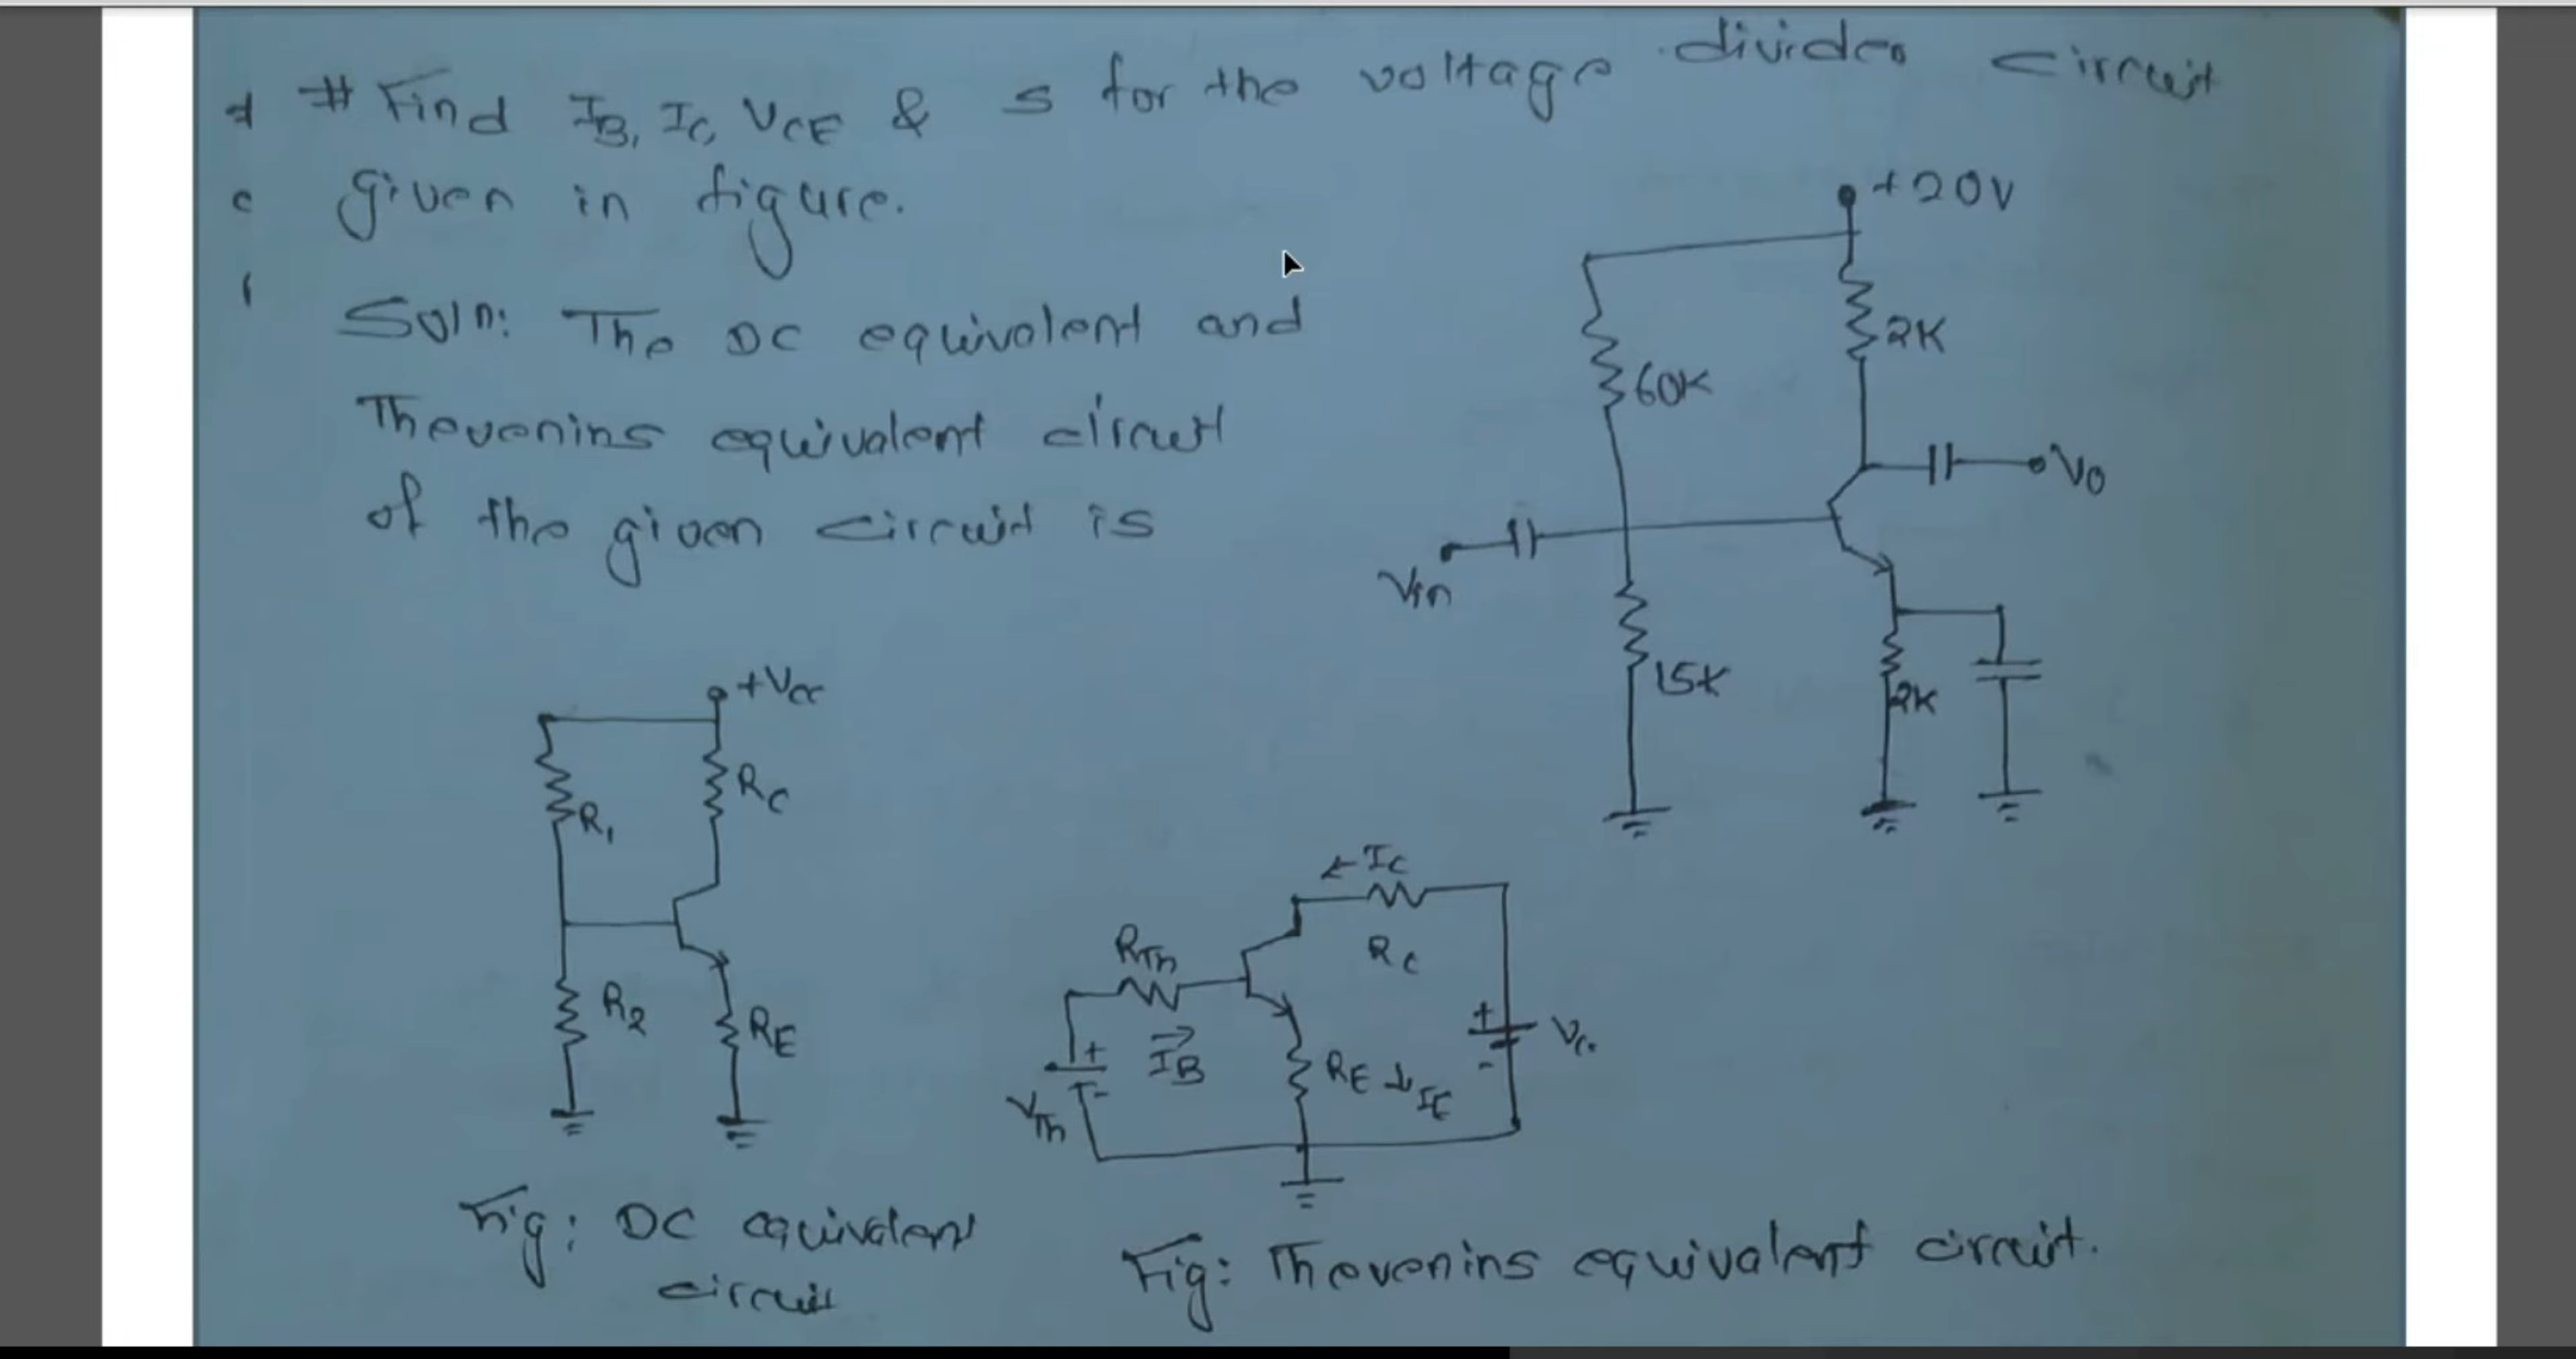 # Find IB, IC, VCE & S for the voltage divider circuit
given in figure.
Soln: The DC equivalent and
Thevenins equivalent circuit
of the given circuit is
+20V
2K
60K
Vo
Vin
15K
2K
+Vcc
RC
R1
R2
RE
Fig: DC equivalent
circuit
IC
RTh
RC
IB
+
-
VTh
RE
IE
+
-
Fig: Thevenins equivalent circuit.